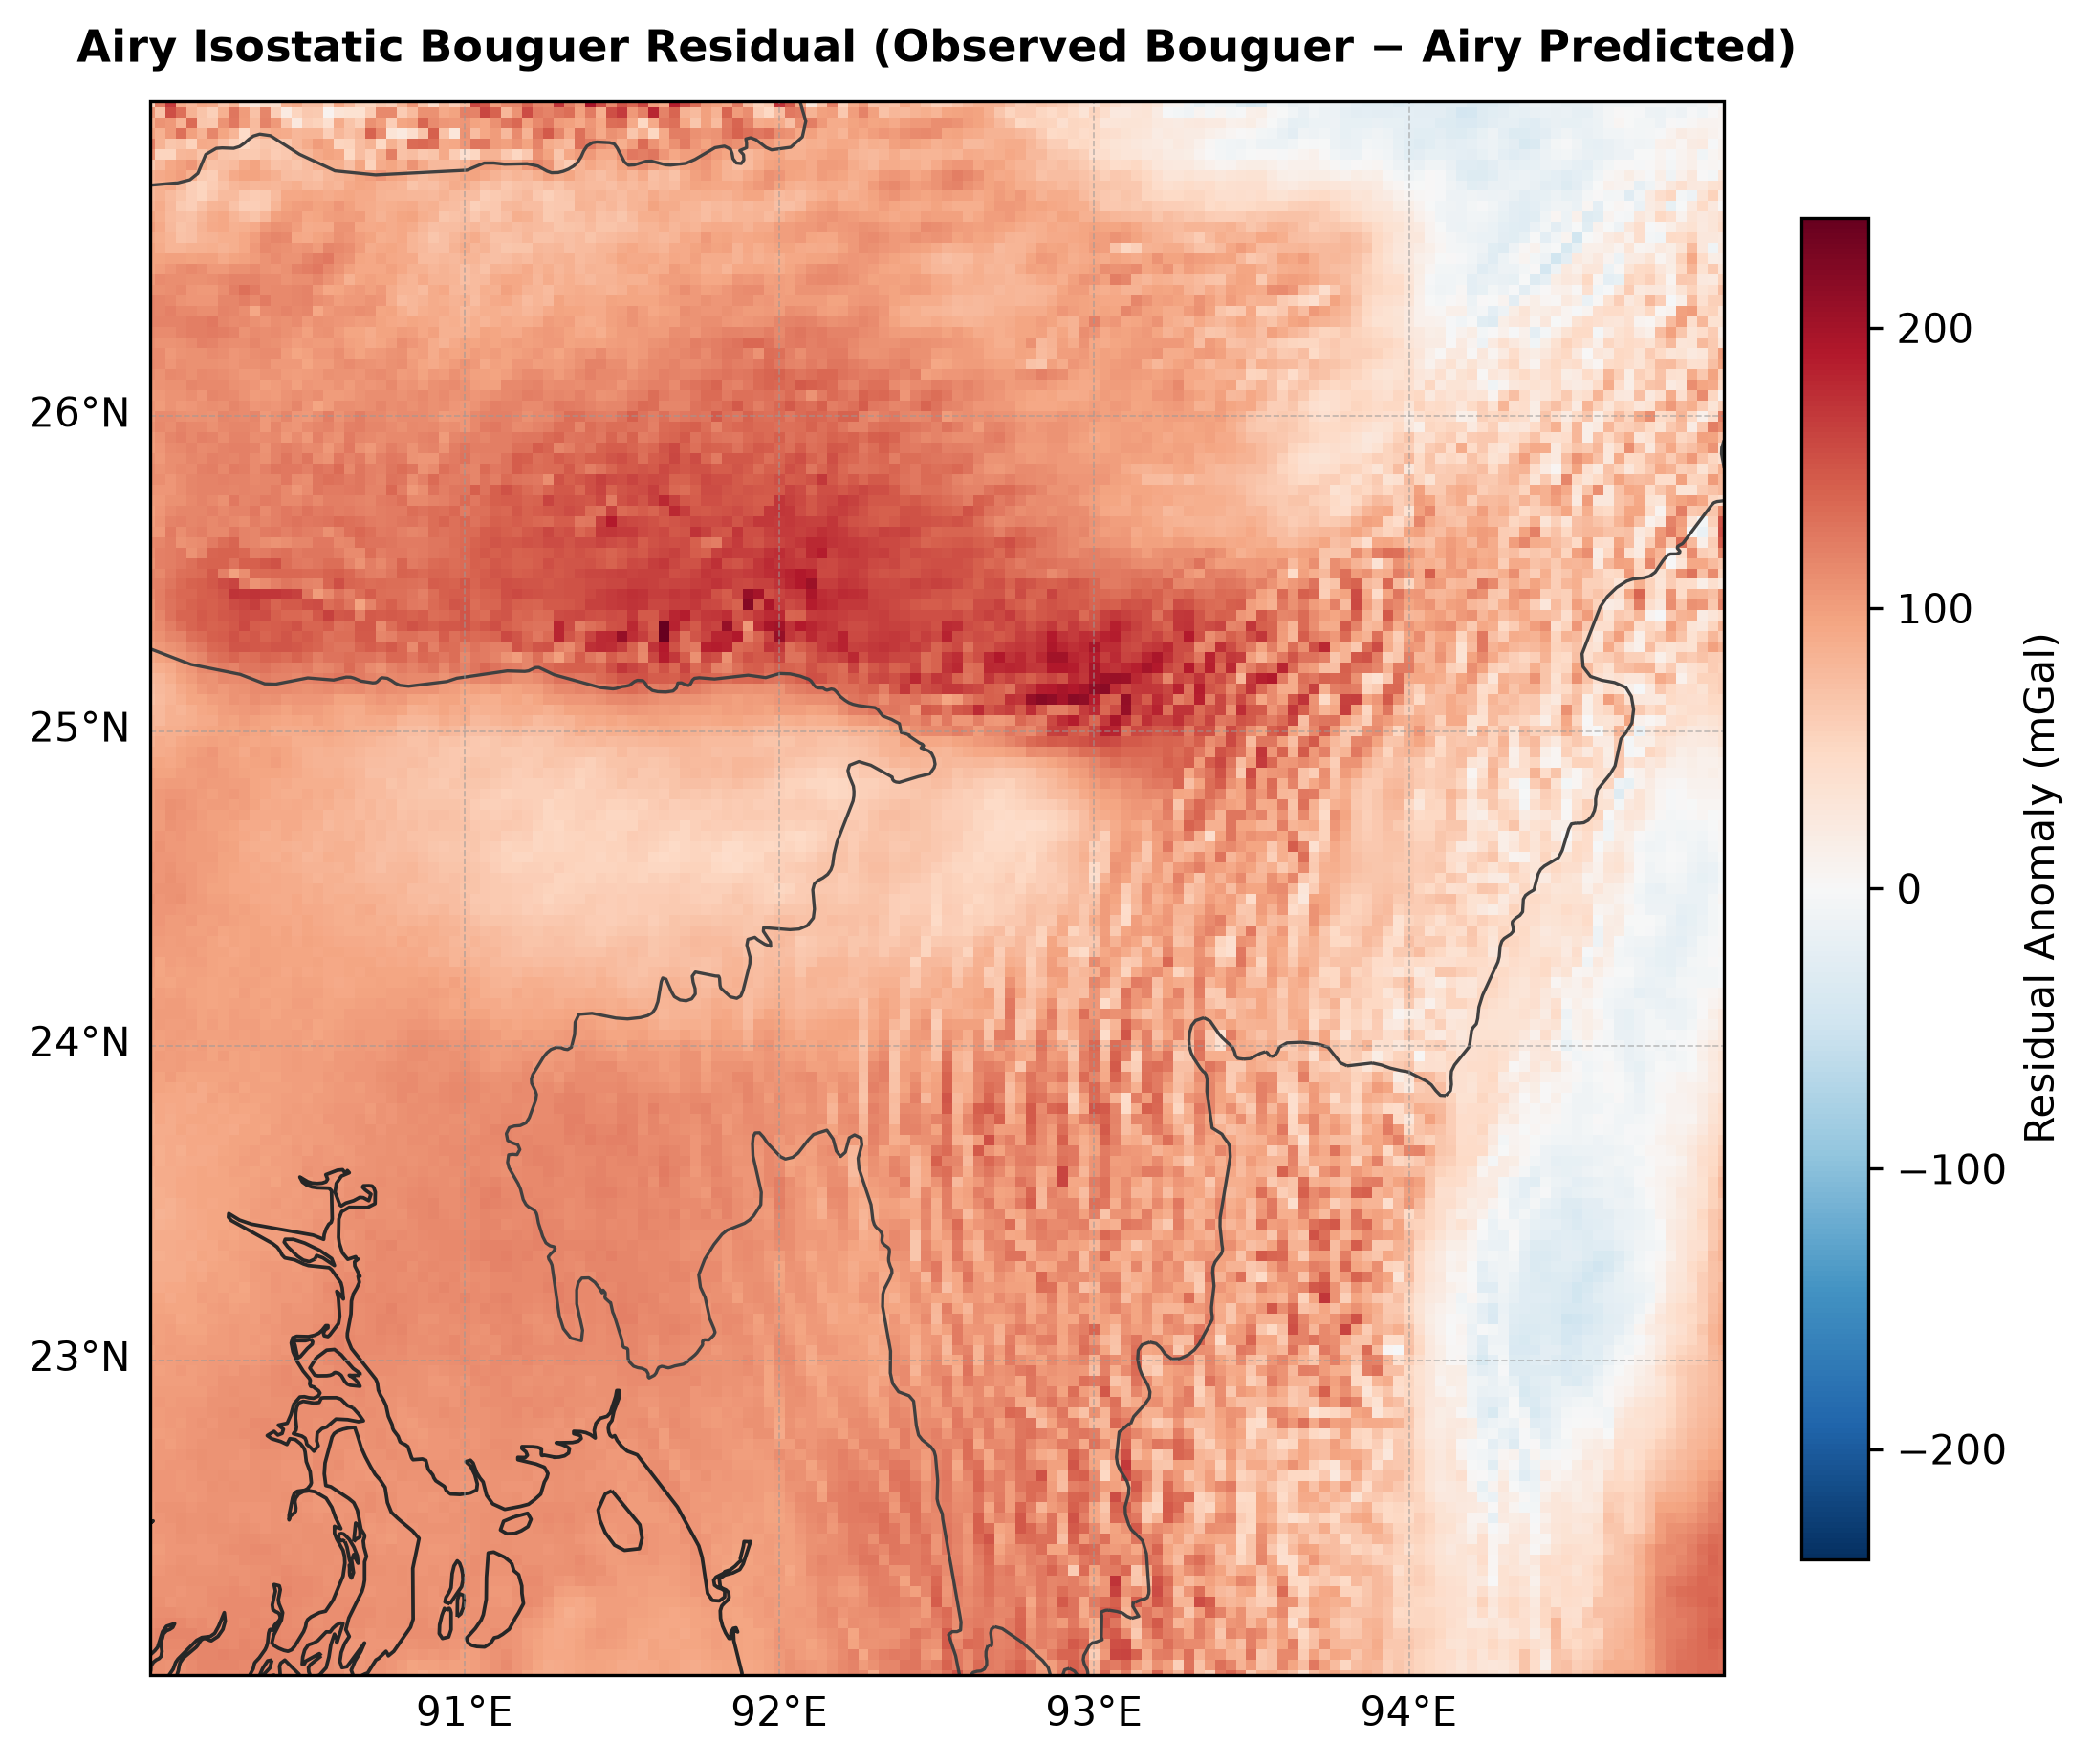 Airy Isostatic Bouguer Residual (Observed Bouguer − Airy Predicted)
26°N
25°N
24°N
23°N
91°E
92°E
93°E
94°E
200
100
0
−100
−200
Residual Anomaly (mGal)